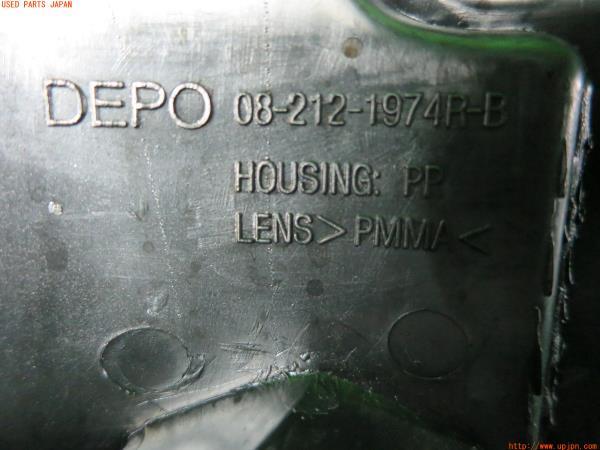 USED PARTS JAPAN
DEPO 08-212-1974R-B
HOUSING: PP
LENS>PMMA<
http://www.upjpn.com/